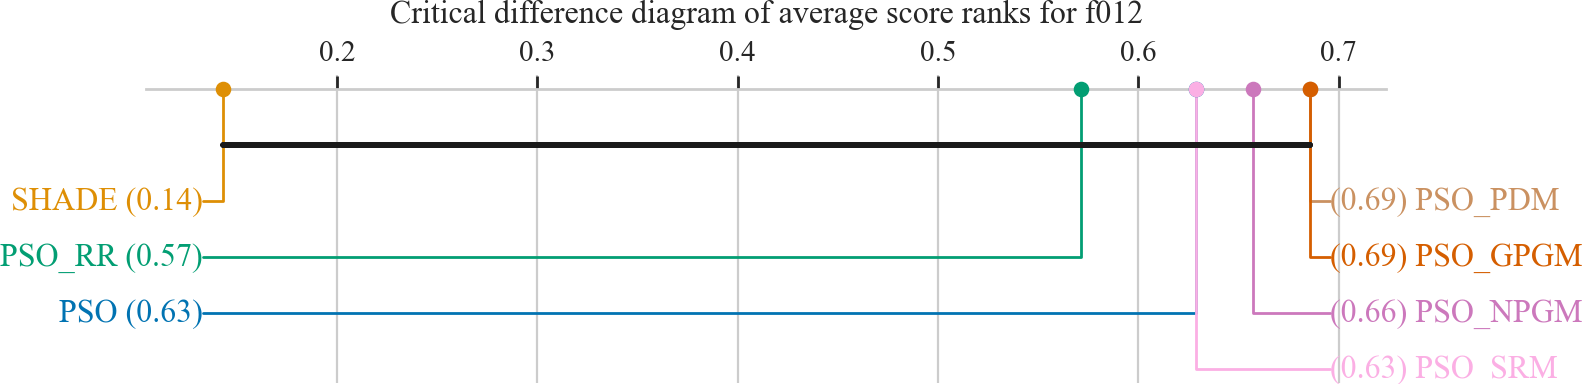 Critical difference diagram of average score ranks for f012
0.2 0.3 0.4 0.5 0.6 0.7
SHADE (0.14)
(0.69) PSO_PDM
PSO_RR (0.57)
(0.69) PSO_GPGM
PSO (0.63)
(0.66) PSO_NPGM
(0.63) PSO_SRM